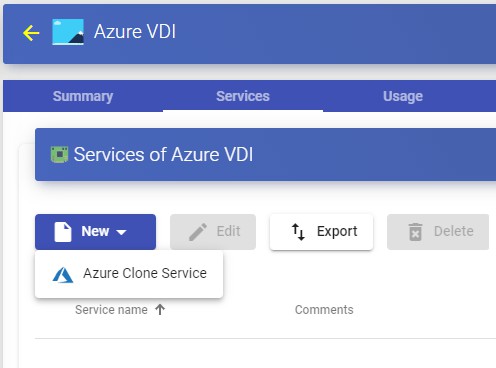 Azure VDI
Summary Services Usage
Services of Azure VDI
New Edit Export Delete
Azure Clone Service
Service name Comments